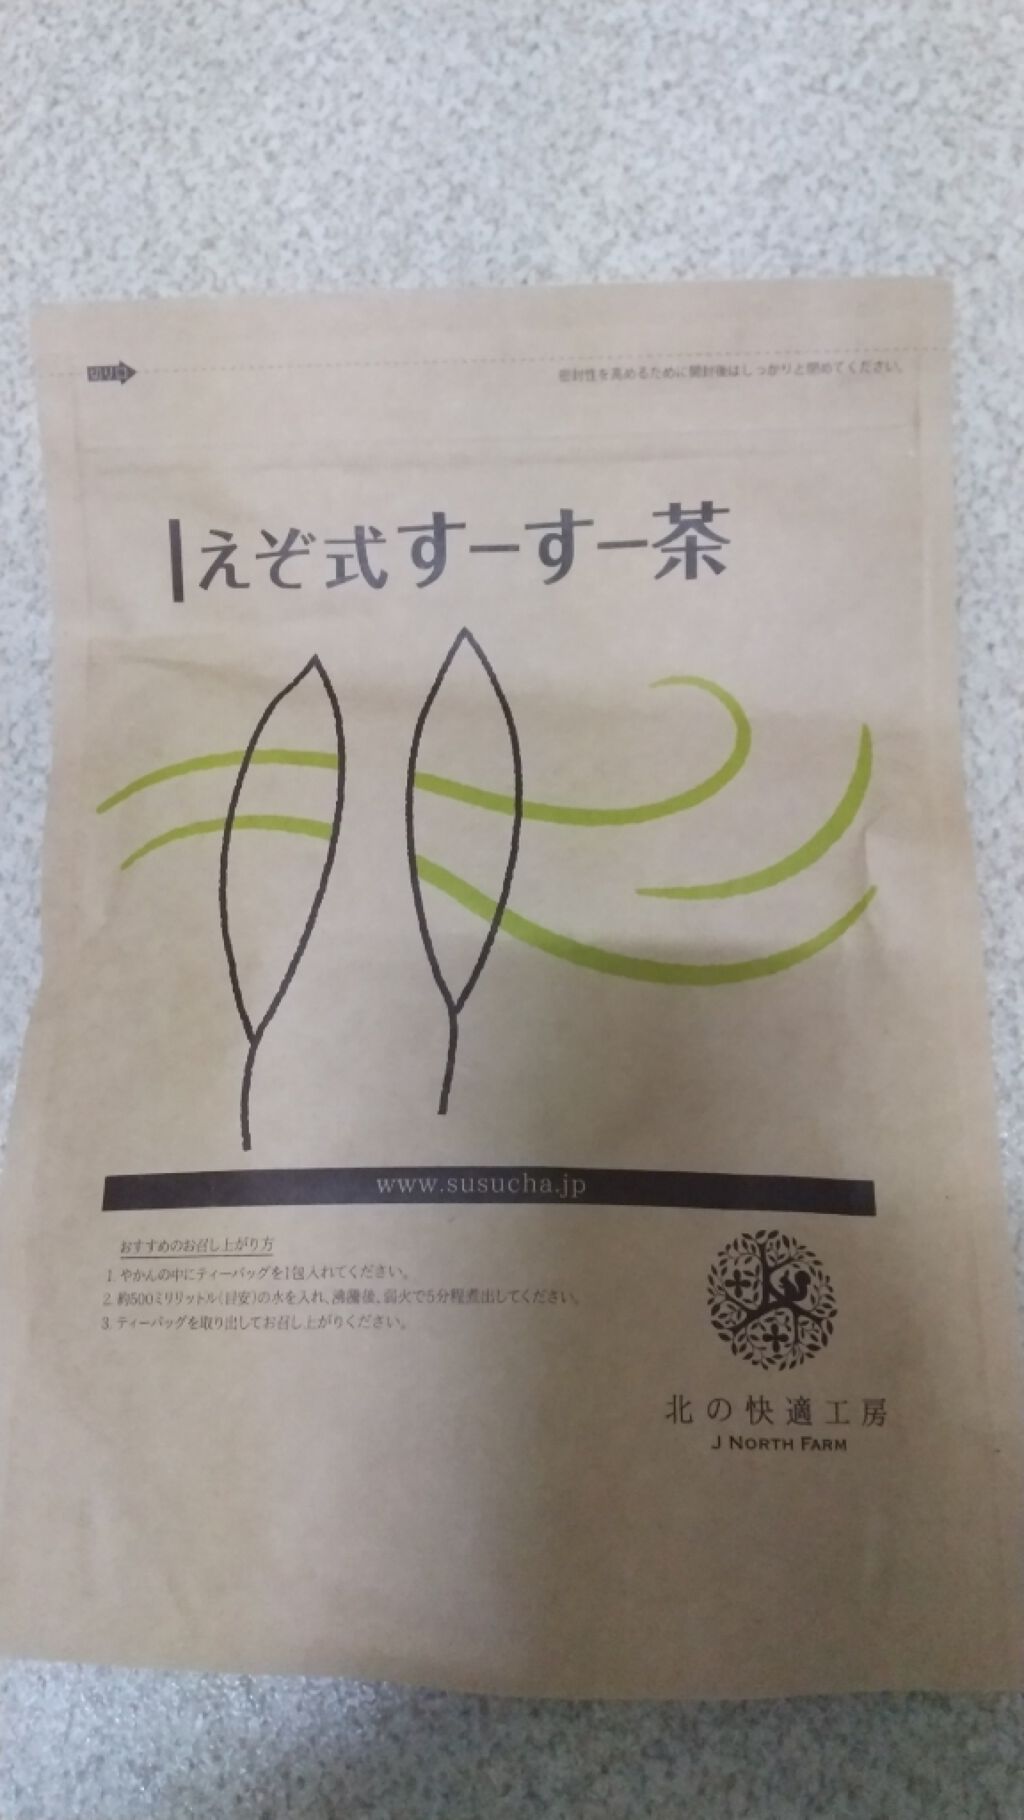 切り口
密封性を高めるために開封後はしっかりと閉めてください。
えぞ式すーすー茶
www.susucha.jp
おすすめのお召し上がり方
1. やかんの中にティーバッグを1包入れてください。
2. 約500ミリリットル(目安)の水を入れ、沸騰後、弱火で5分程煮出してください。
3. ティーバッグを取り出してお召し上がりください。
北の快適工房
J NORTH FARM